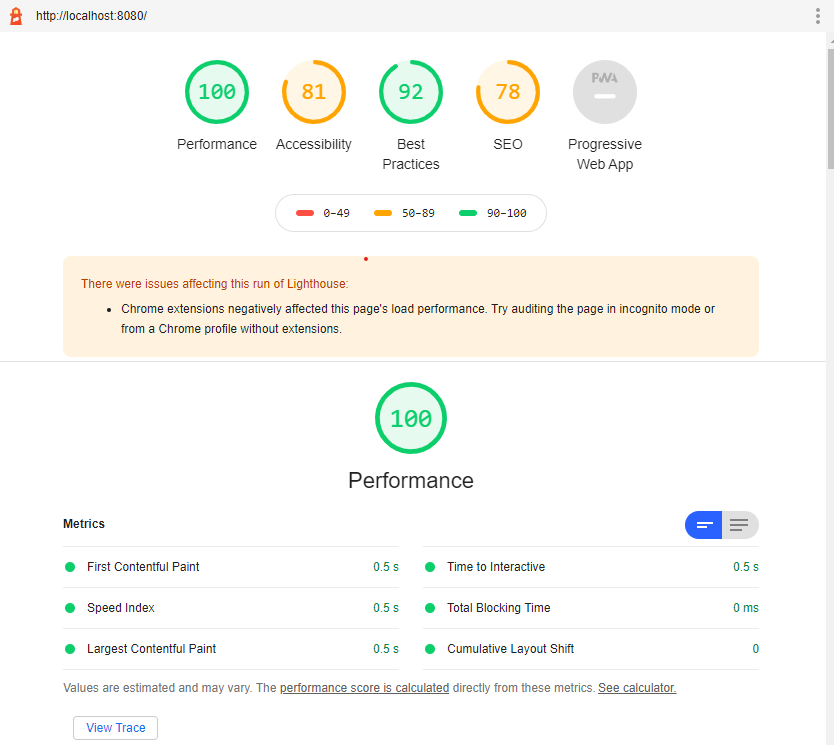 http://localhost:8080/
100 81 92 78 PWA
Performance Accessibility Best Practices SEO Progressive Web App
0–49 50–89 90–100
There were issues affecting this run of Lighthouse:
• Chrome extensions negatively affected this page's load performance. Try auditing the page in incognito mode or
from a Chrome profile without extensions.
100
Performance
Metrics
First Contentful Paint 0.5 s
Time to Interactive 0.5 s
Speed Index 0.5 s
Total Blocking Time 0 ms
Largest Contentful Paint 0.5 s
Cumulative Layout Shift 0
Values are estimated and may vary. The performance score is calculated directly from these metrics. See calculator.
View Trace